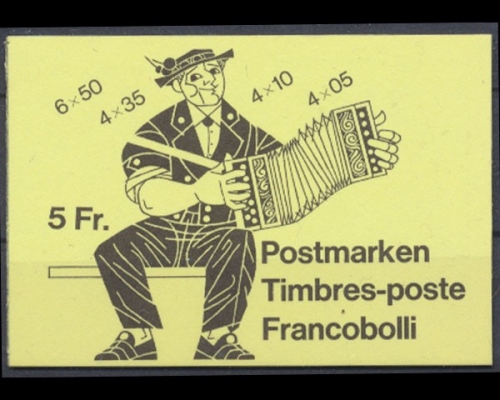 6×50
4×35
4×10
4×05
5 Fr.
Postmarken
Timbres-poste
Francobolli